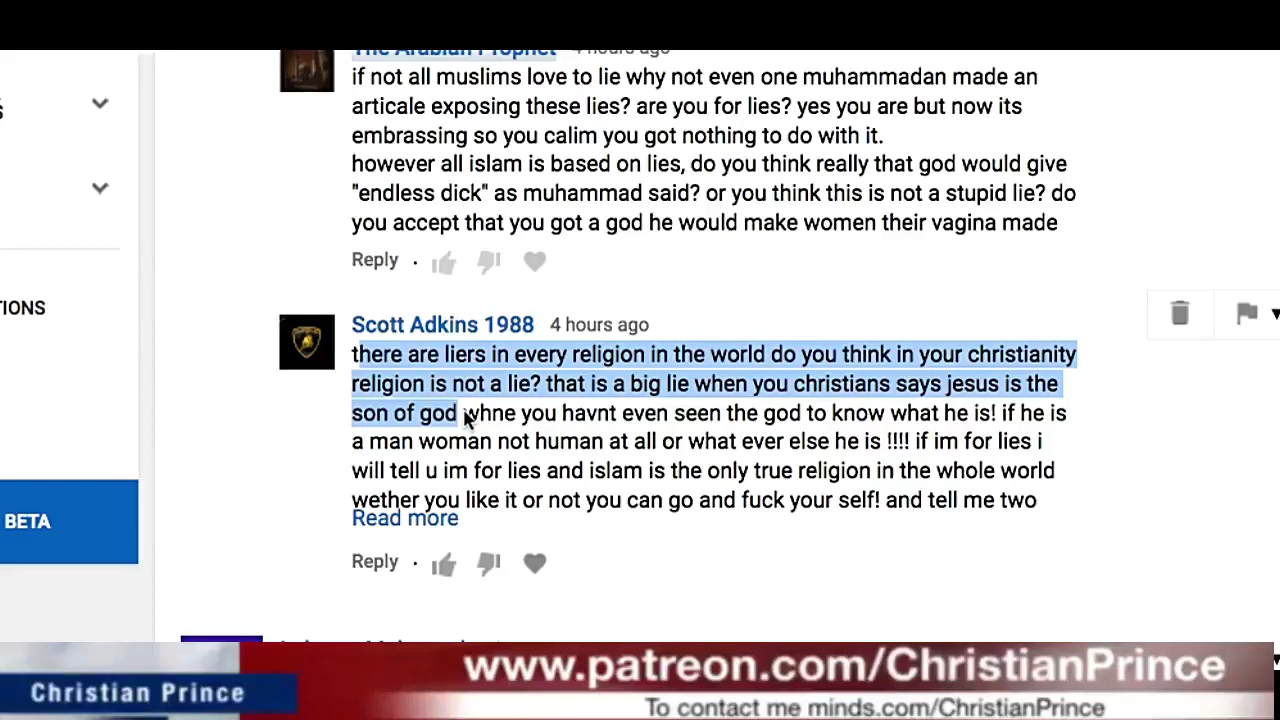 The Arabian Prophet 4 hours ago
if not all muslims love to lie why not even one muhammadan made an
articale exposing these lies? are you for lies? yes you are but now its
embrassing so you calim you got nothing to do with it.
however all islam is based on lies, do you think really that god would give
"endless dick" as muhammad said? or you think this is not a stupid lie? do
you accept that you got a god he would make women their vagina made
Reply
TIONS
Scott Adkins 1988 4 hours ago
there are liers in every religion in the world do you think in your christianity
religion is not a lie? that is a big lie when you christians says jesus is the
son of god whne you havnt even seen the god to know what he is! if he is
a man woman not human at all or what ever else he is !!!! if im for lies i
will tell u im for lies and islam is the only true religion in the whole world
wether you like it or not you can go and fuck your self! and tell me two
BETA
Read more
Reply
www.patreon.com/ChristianPrince
Christian Prince
To contact me minds.com/ChristianPrince